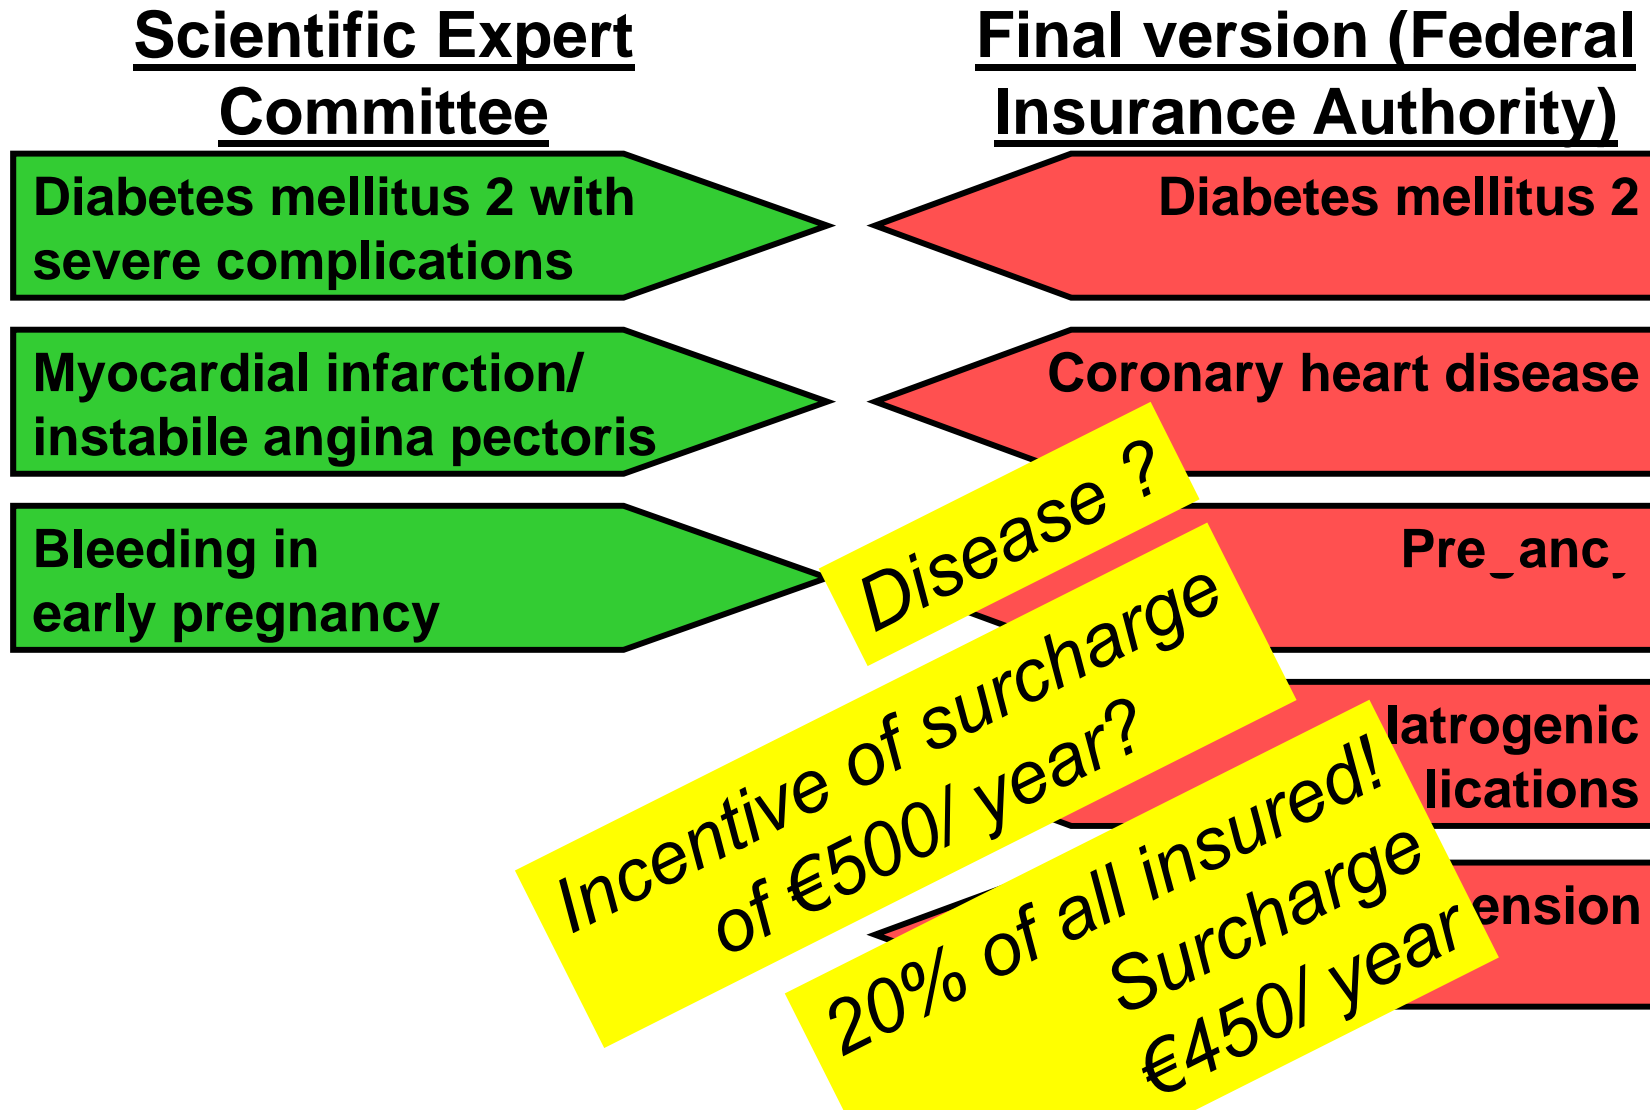 Scientific Expert
Committee
Final version (Federal
Insurance Authority)
Diabetes mellitus 2 with
severe complications
Diabetes mellitus 2
Myocardial infarction/
instabile angina pectoris
Coronary heart disease
Bleeding in
early pregnancy
Disease ?
Incentive of surcharge
of €500/ year?
Iatrogenic
lications
20% of all insured!
Surcharge
€450/ year
ension